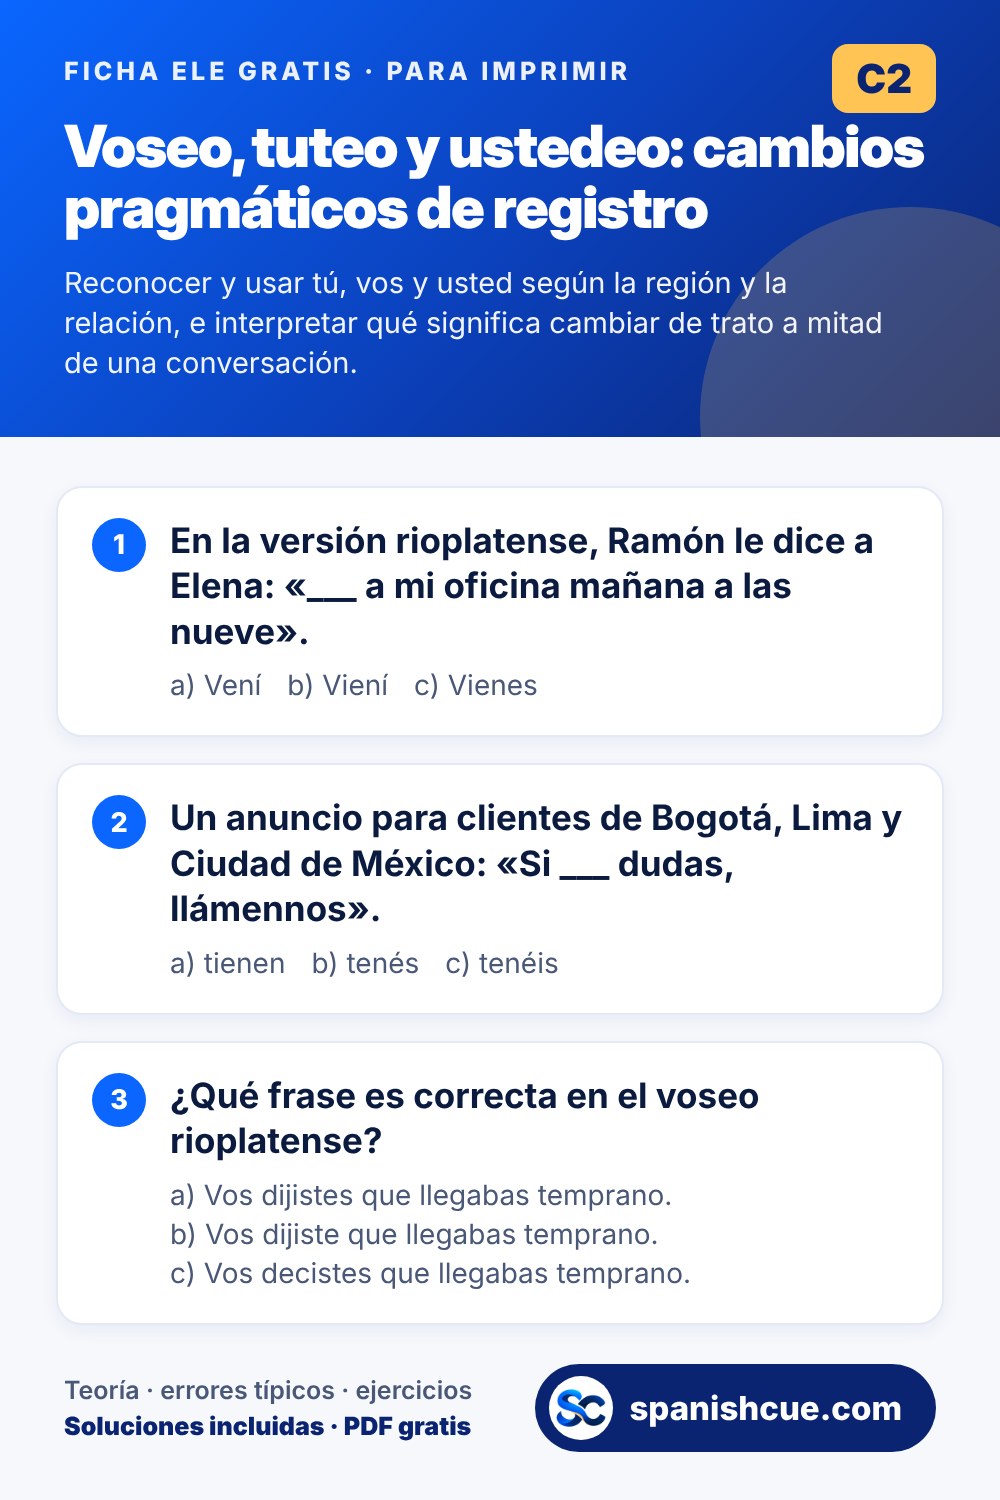 FICHA ELE GRATIS · PARA IMPRIMIR
C2
Voseo, tuteo y ustedeo: cambios
pragmáticos de registro
Reconocer y usar tú, vos y usted según la región y la
relación, e interpretar qué significa cambiar de trato a mitad
de una conversación.
1
En la versión rioplatense, Ramón le dice a
Elena: «___ a mi oficina mañana a las
nueve».
a) Vení b) Viení c) Vienes
2
Un anuncio para clientes de Bogotá, Lima y
Ciudad de México: «Si ___ dudas,
llámennos».
a) tienen b) tenés c) tenéis
3
¿Qué frase es correcta en el voseo
rioplatense?
a) Vos dijistes que llegabas temprano.
b) Vos dijiste que llegabas temprano.
c) Vos decistes que llegabas temprano.
Teoría · errores típicos · ejercicios
Soluciones incluidas · PDF gratis
SC spanishcue.com